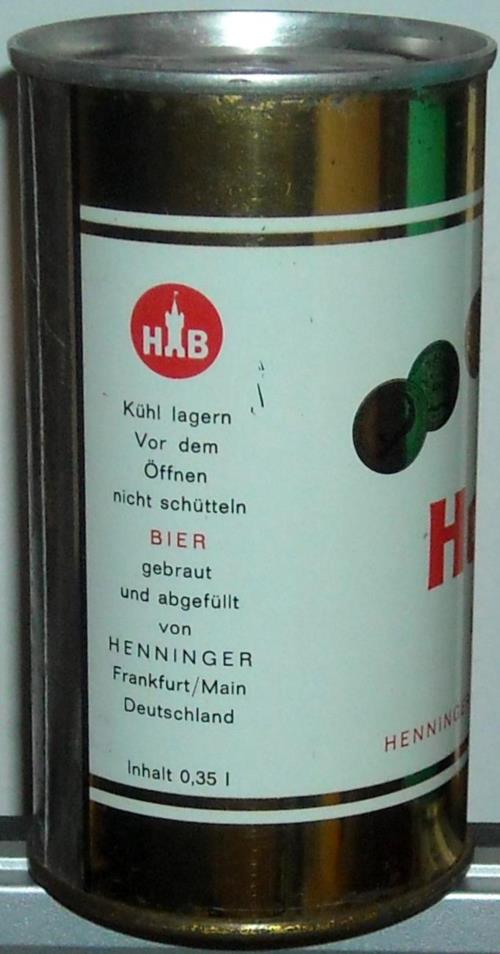 H B
Kühl lagern
Vor dem
Öffnen
nicht schütteln
BIER
gebraut
und abgefüllt
von
HENNINGER
Frankfurt/Main
Deutschland
Inhalt 0,35 l
HENNINGER